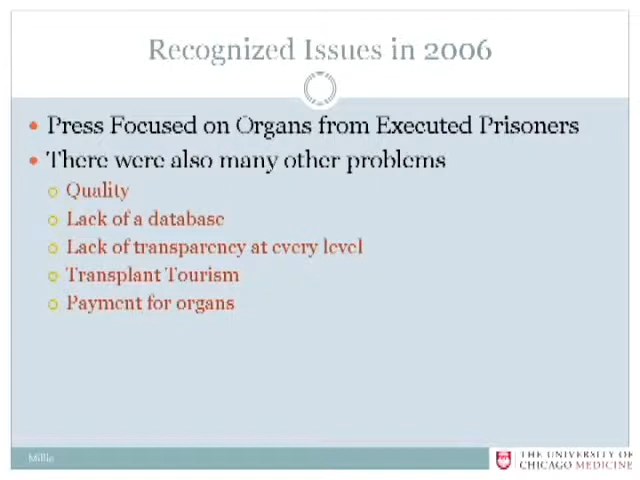 Recognized Issues in 2006
Press Focused on Organs from Executed Prisoners
There were also many other problems
Quality
Lack of a database
Lack of transparency at every level
Transplant Tourism
Payment for organs
THE UNIVERSITY OF
CHICAGO MEDICINE